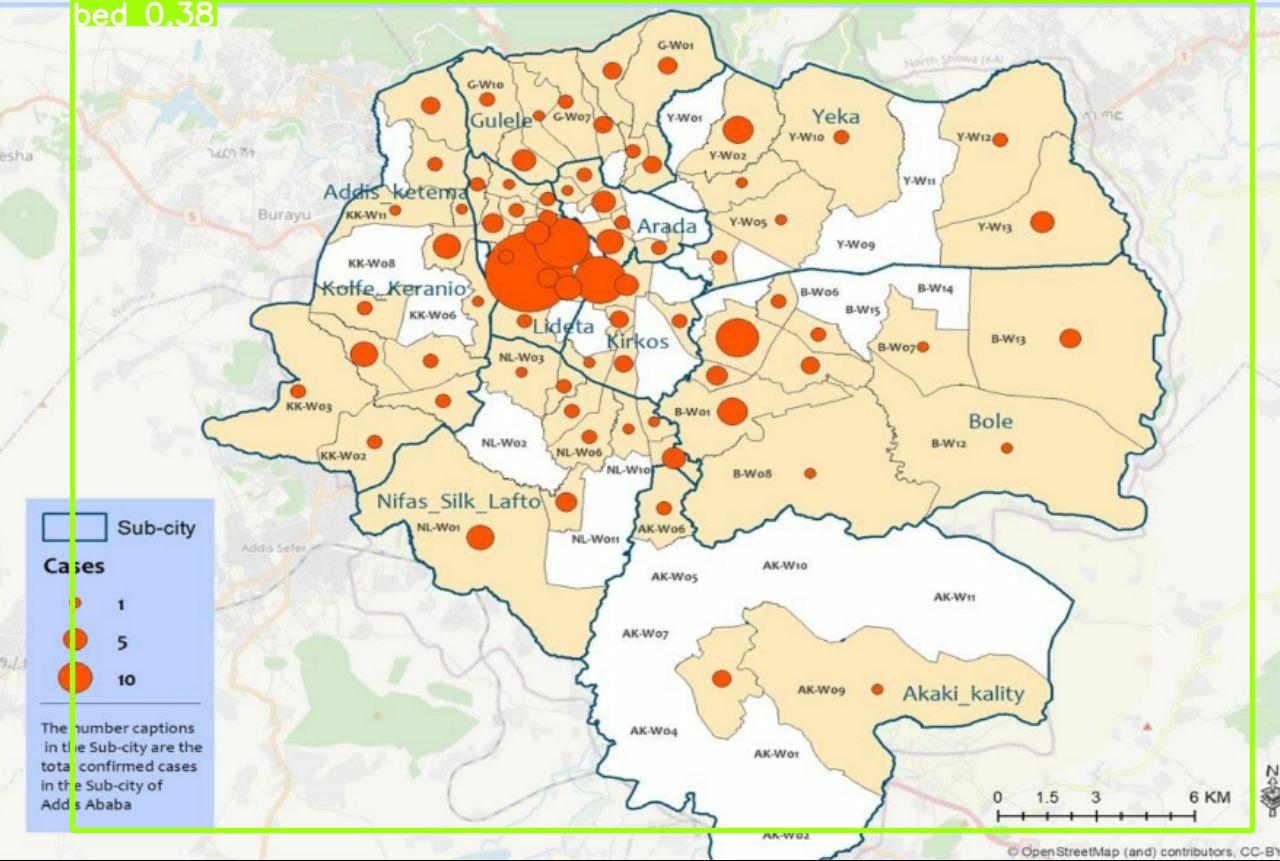 bed 0.38
G-W01
North Shewa (K4)
G-W10
Gulele
G-W07
Y-W01
Yeka
Y-W10
Y-W12
Y-W02
esha
Addis_ketema
KK-W11
Burayu
5
1
Y-W11
Y-W05
Y-W13
Arada
Y-W09
KK-W08
Kolfe_Keranio
KK-W06
Lideta
Kirkos
B-W06
B-W14
B-W15
B-W07
B-W13
NL-W03
KK-W03
B-W01
Bole
B-W12
KK-W02
NL-W02
NL-W06
NL-W10
B-W08
Nifas_Silk_Lafto
NL-W01
AK-W06
NL-W011
Addis Sefer
AK-W05
AK-W10
AK-W11
AK-W07
AK-W09
Akaki_kality
AK-W04
AK-W01
AK-W02
Sub-city
Cases
1
5
10
The number captions
in the Sub-city are the
total confirmed cases
in the Sub-city of
Addis Ababa
0 1.5 3 6 KM
N
© OpenStreetMap (and) contributors, CC-BY